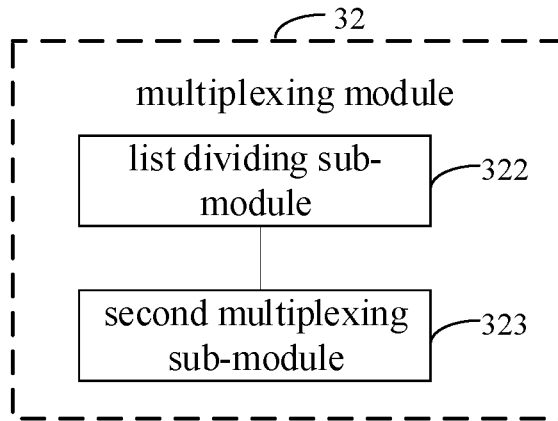 32
multiplexing module
list dividing sub-
module
322
second multiplexing
sub-module
323